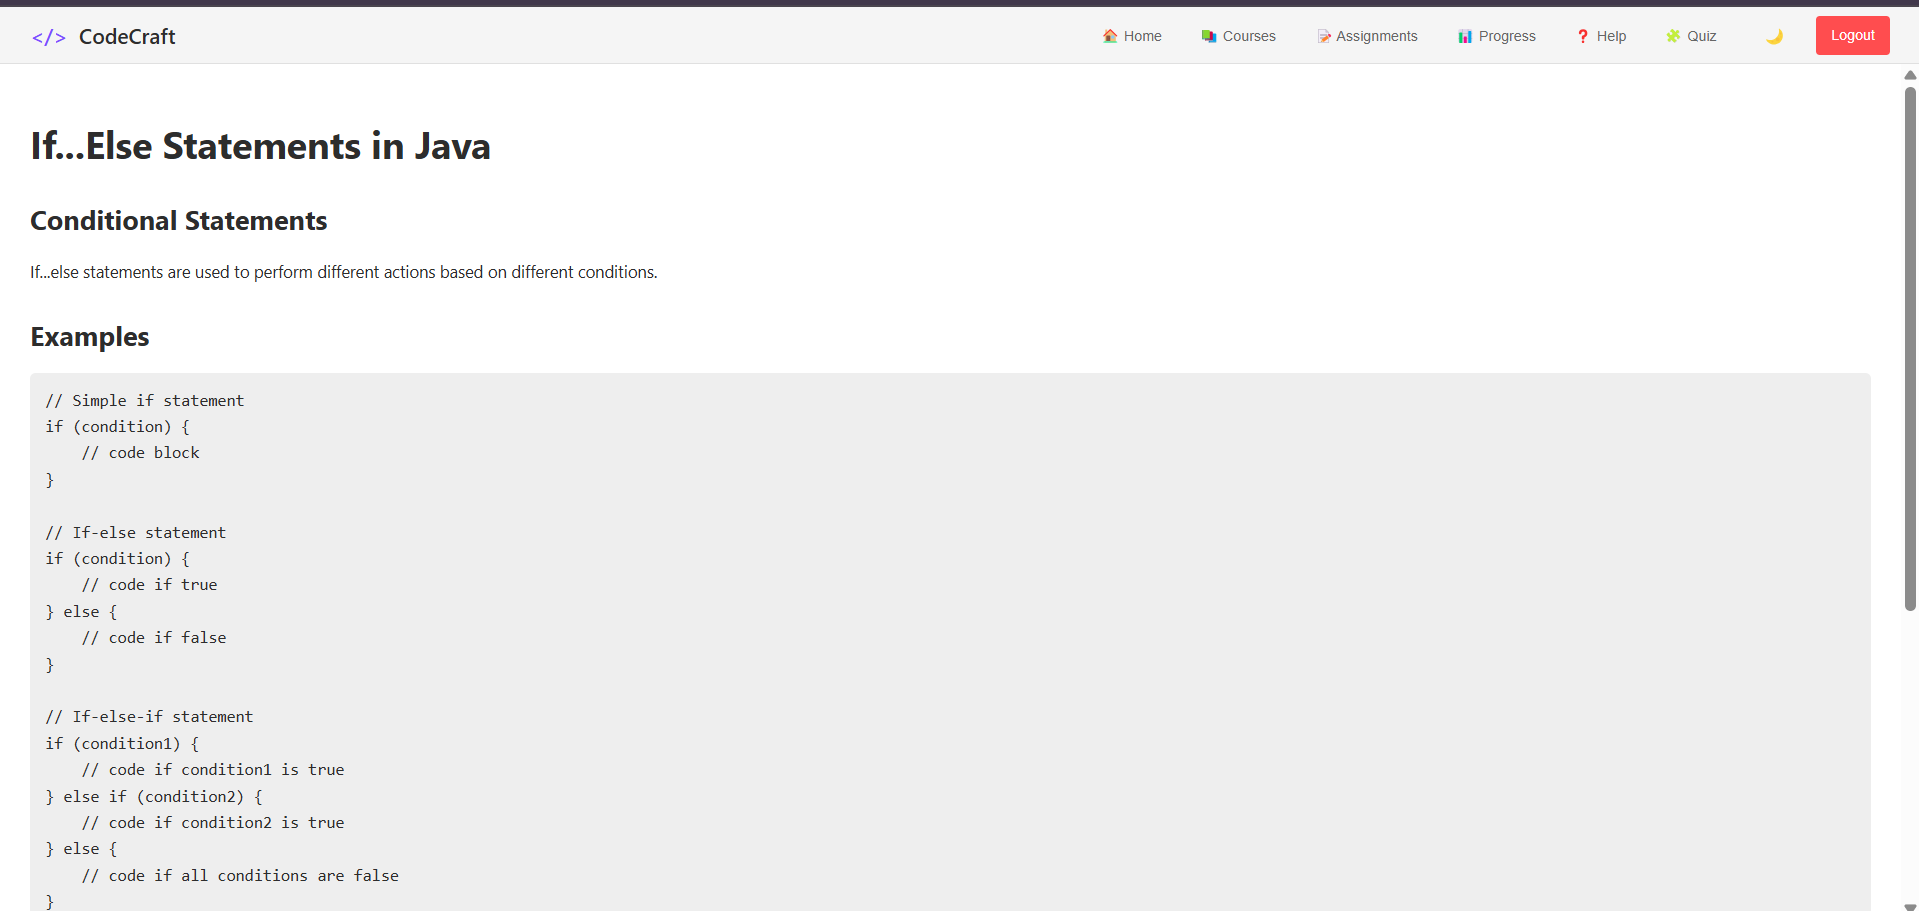 </> CodeCraft
🏠 Home
📚 Courses
📝 Assignments
📊 Progress
❓ Help
🧩 Quiz
🌙
Logout
If...Else Statements in Java
Conditional Statements
If...else statements are used to perform different actions based on different conditions.
Examples
// Simple if statement
if (condition) {
    // code block
}

// If-else statement
if (condition) {
    // code if true
} else {
    // code if false
}

// If-else-if statement
if (condition1) {
    // code if condition1 is true
} else if (condition2) {
    // code if condition2 is true
} else {
    // code if all conditions are false
}